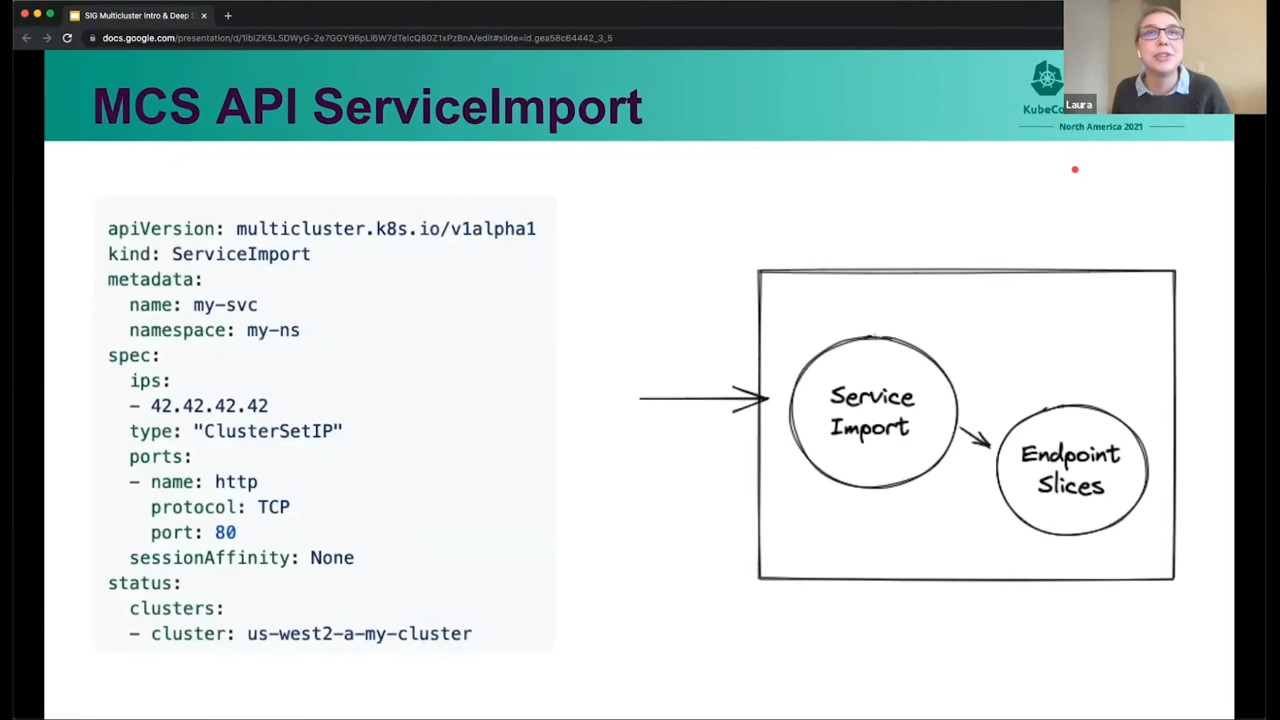 SIG Multicluster Intro & Deep
docs.google.com/presentation/d/1IblZK5LSDWyG-2e7GGY96pLI6W7dTelcQ80Z1xPzBnA/edit#slide=id.gea58c64442_3_5
MCS API ServiceImport
Laura
North America 2021
apiVersion: multicluster.k8s.io/v1alpha1
kind: ServiceImport
metadata:
name: my-svc
namespace: my-ns
spec:
ips:
- 42.42.42.42
type: "ClusterSetIP"
ports:
- name: http
protocol: TCP
port: 80
sessionAffinity: None
status:
clusters:
- cluster: us-west2-a-my-cluster
Service
Import
Endpoint
Slices